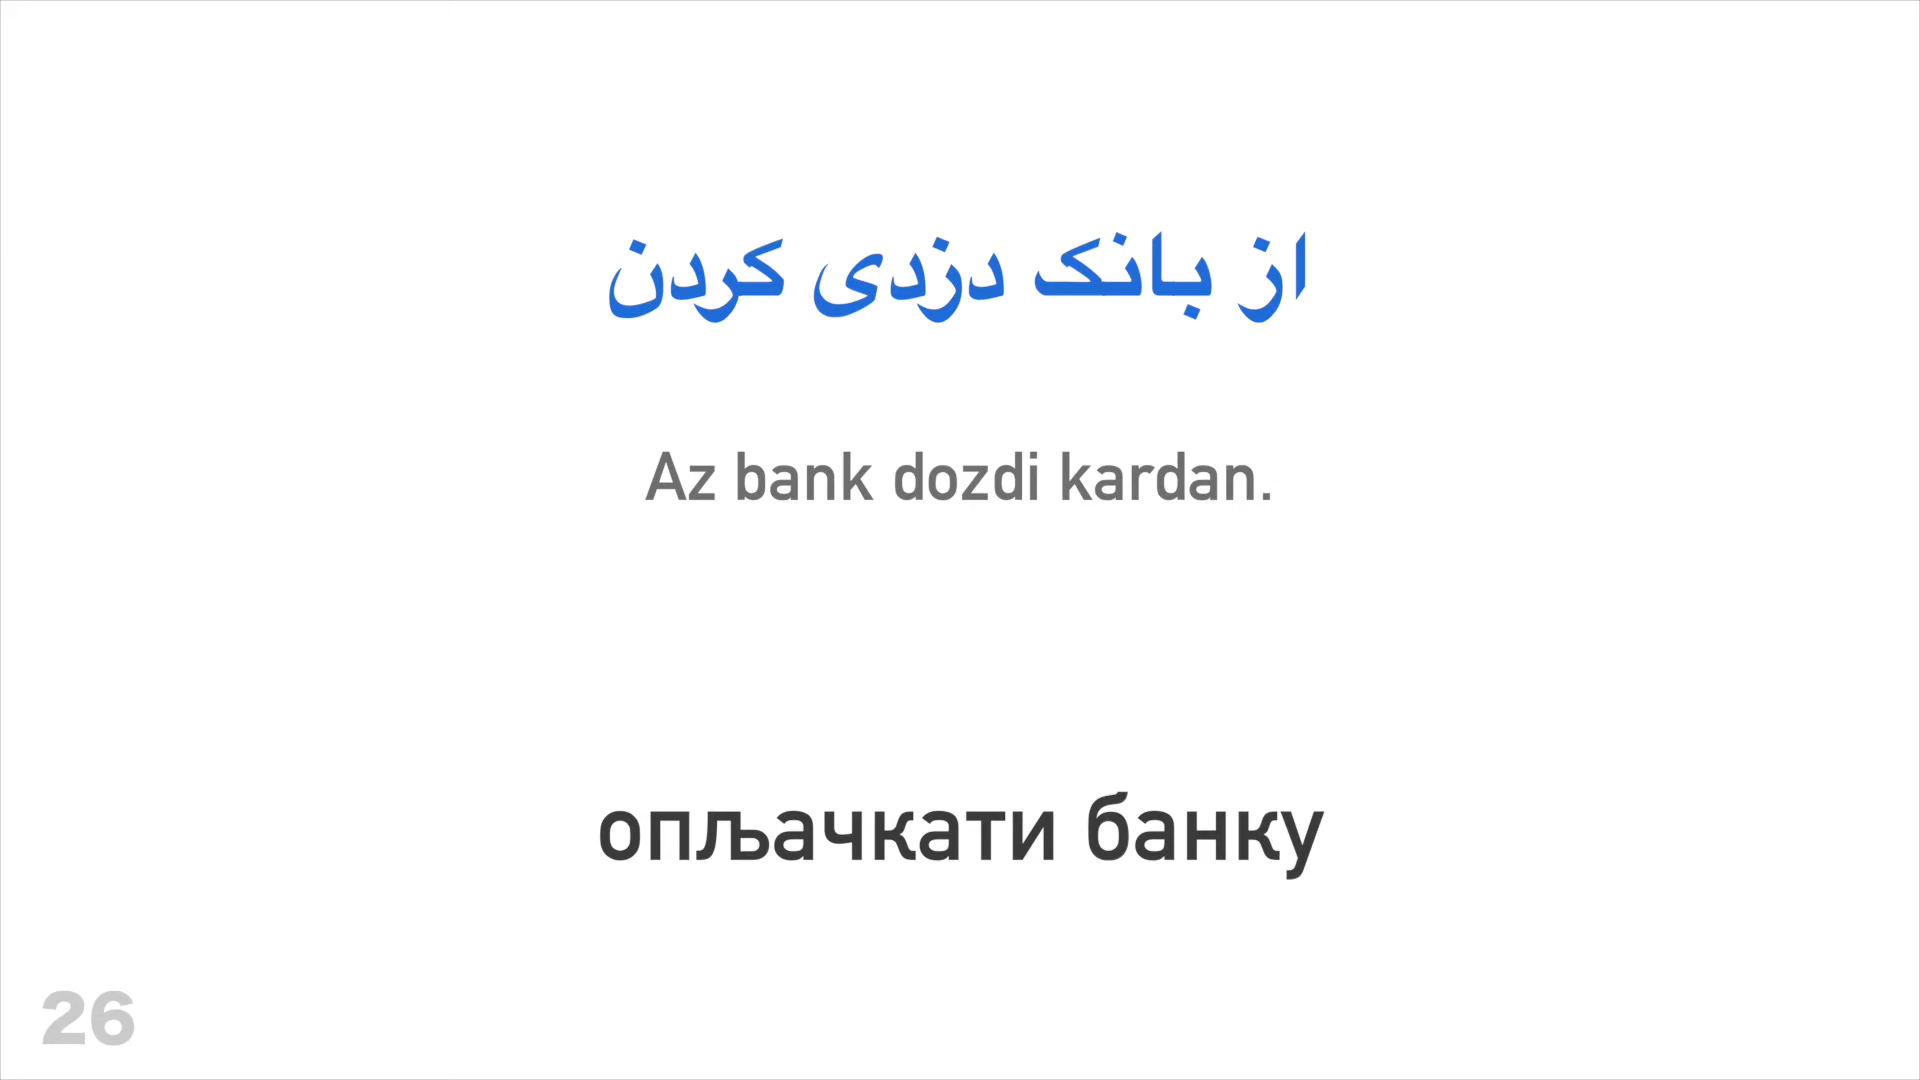 از بانک دزدی کردن
Az bank dozdi kardan.
опљачкати банку
26